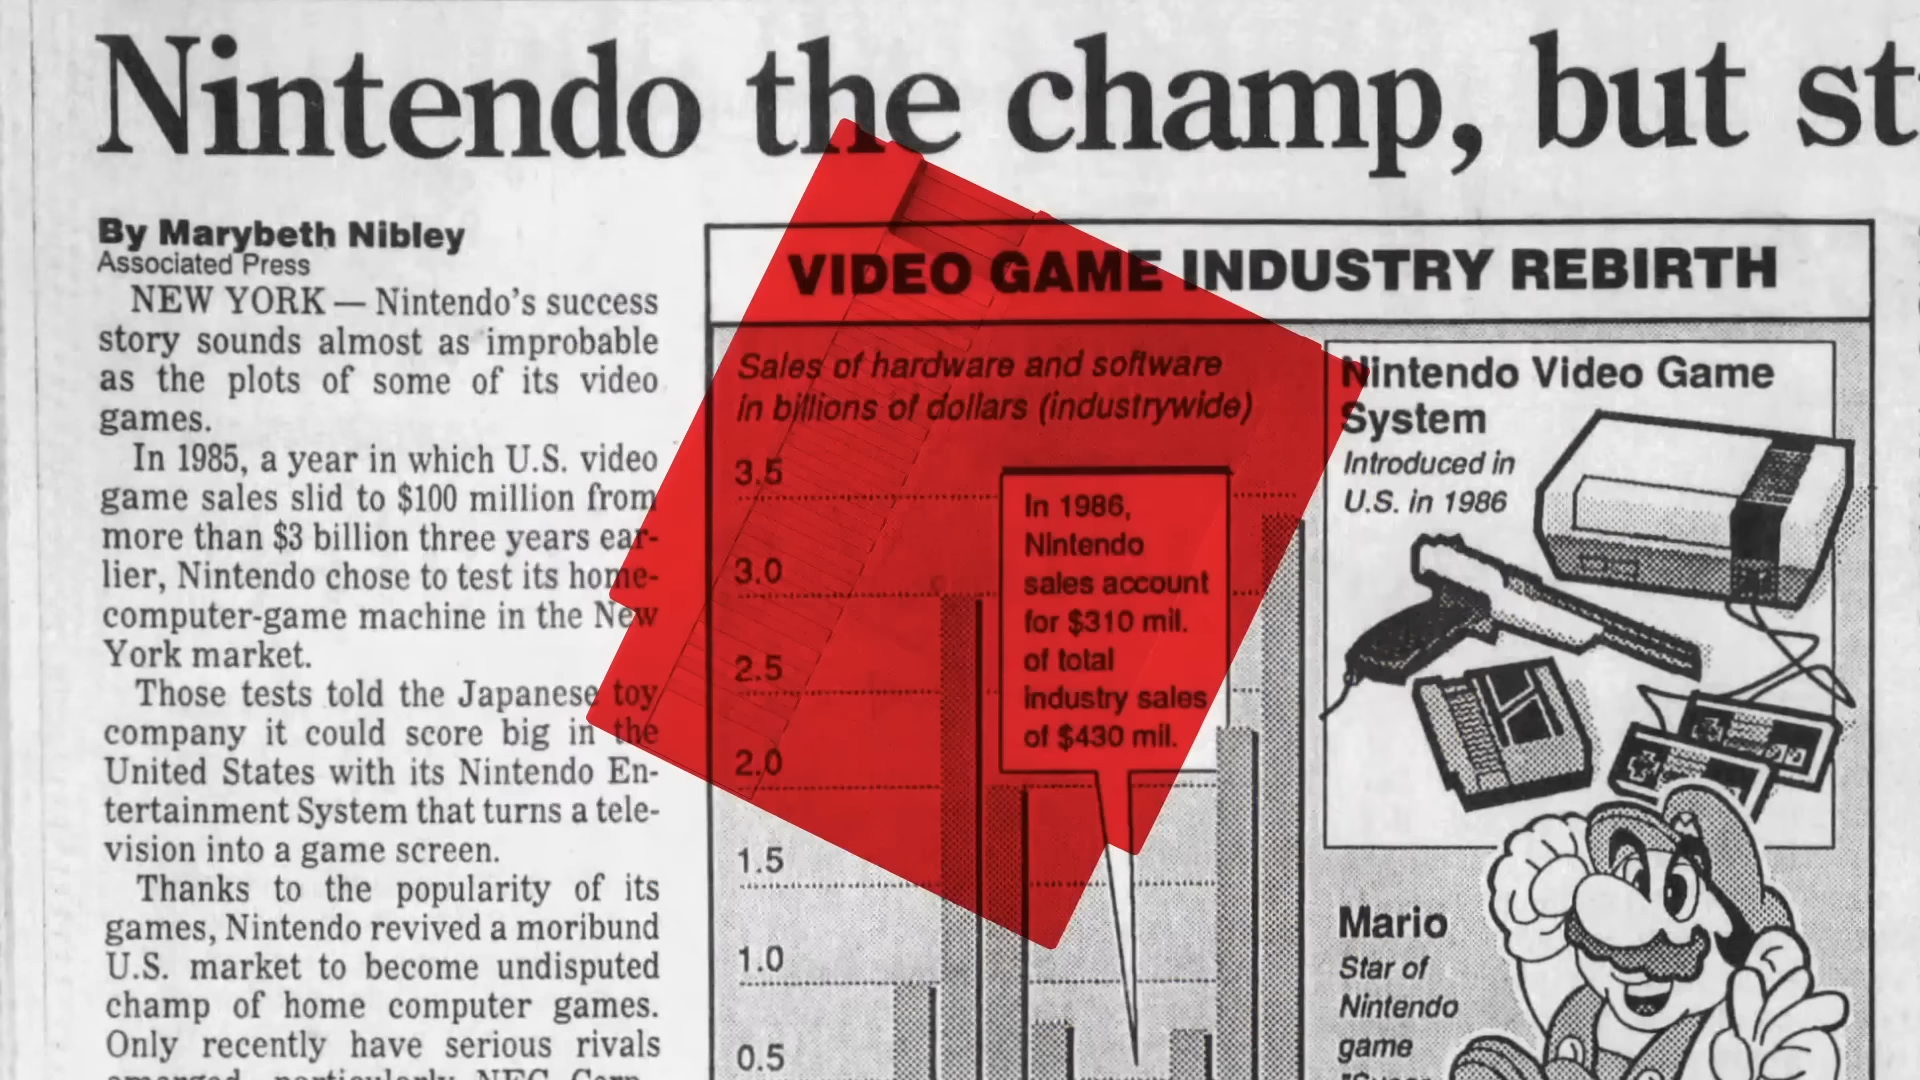 Nintendo the champ, but st
By Marybeth Nibley
Associated Press
NEW YORK — Nintendo's success
story sounds almost as improbable
as the plots of some of its video
games.
In 1985, a year in which U.S. video
game sales slid to $100 million from
more than $3 billion three years ear-
lier, Nintendo chose to test its home-
computer-game machine in the New
York market.
Those tests told the Japanese toy
company it could score big in the
United States with its Nintendo En-
tertainment System that turns a tele-
vision into a game screen.
Thanks to the popularity of its
games, Nintendo revived a moribund
U.S. market to become undisputed
champ of home computer games.
Only recently have serious rivals
emerged, particularly NEC Corp.
VIDEO GAME INDUSTRY REBIRTH
Sales of hardware and software
in billions of dollars (industrywide)
3.5
3.0
2.5
2.0
1.5
1.0
0.5
In 1986,
Nintendo
sales account
for $310 mil.
of total
industry sales
of $430 mil.
Nintendo Video Game
System
Introduced in
U.S. in 1986
Mario
Star of
Nintendo
game
"Super